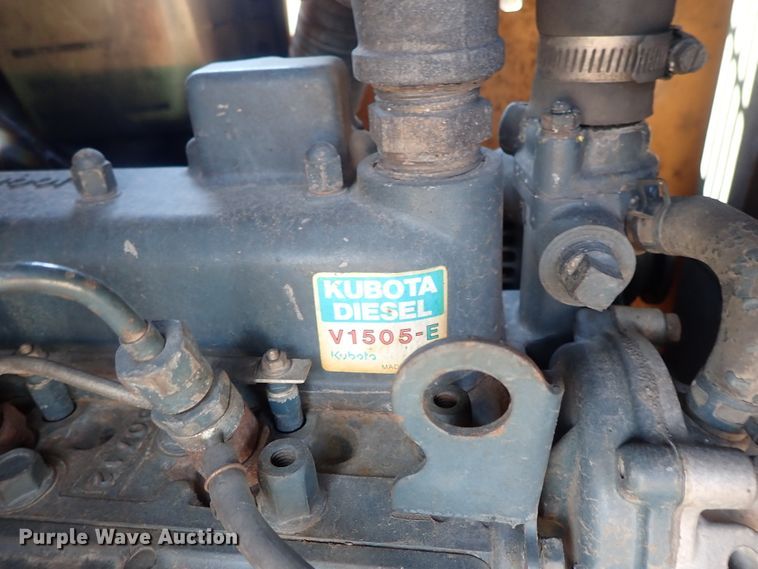 KUBOTA
DIESEL
V1505-E
Kubota
MAD
Purple Wave Auction